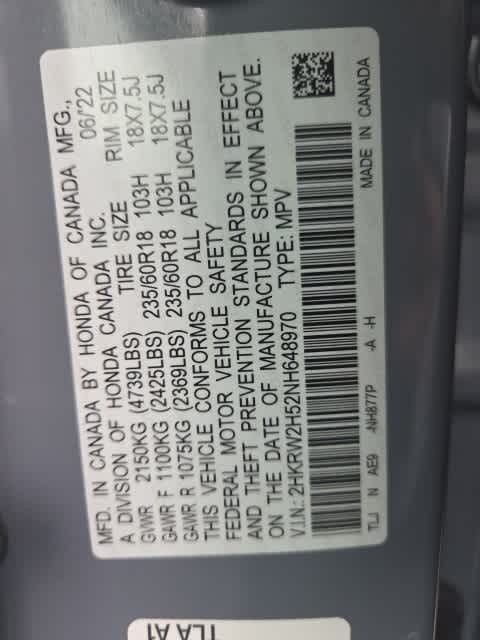 MFD. IN CANADA BY HONDA OF CANADA MFG.,
A DIVISION OF HONDA CANADA INC. 06/'22
TIRE SIZE RIM SIZE
GVWR 2150KG (4739LBS)
GAWR F 1100KG (2425LBS) 235/60R18 103H 18X7.5J
GAWR R 1075KG (2369LBS) 235/60R18 103H 18X7.5J
THIS VEHICLE CONFORMS TO ALL APPLICABLE
FEDERAL MOTOR VEHICLE SAFETY
AND THEFT PREVENTION STANDARDS IN EFFECT
ON THE DATE OF MANUFACTURE SHOWN ABOVE.
V.I.N.: 2HKRW2H52NH648970 TYPE: MPV
TLJ N AE9 -NH877P -A -H MADE IN CANADA
TLA A1